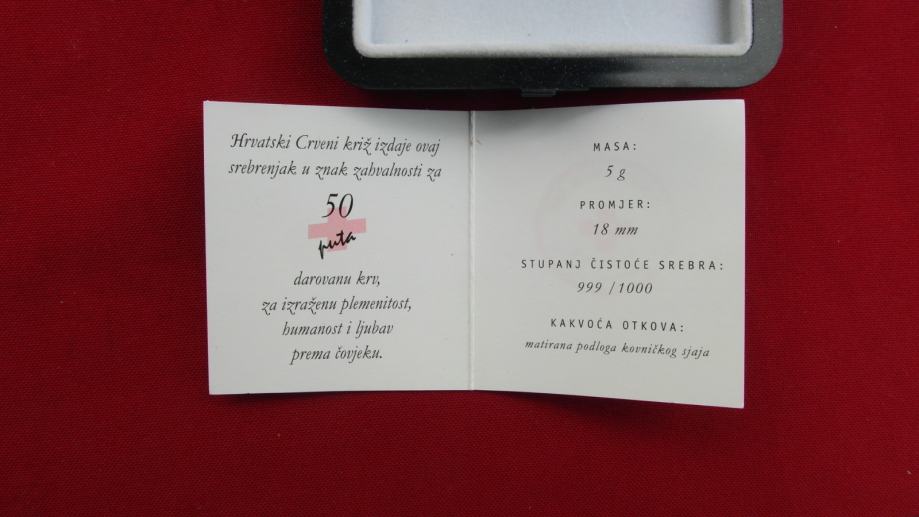 Hrvatski Crveni križ izdaje ovaj
srebrenjak u znak zahvalnosti za
50
puta
darovanu krv,
za izraženu plemenitost,
humanost i ljubav
prema čovjeku.
MASA:
5 g
PROMJER:
18 mm
STUPANJ ČISTOĆE SREBRA:
999 /1000
KAKVOĆA OTKOVA:
matirana podloga kovničkog sjaja